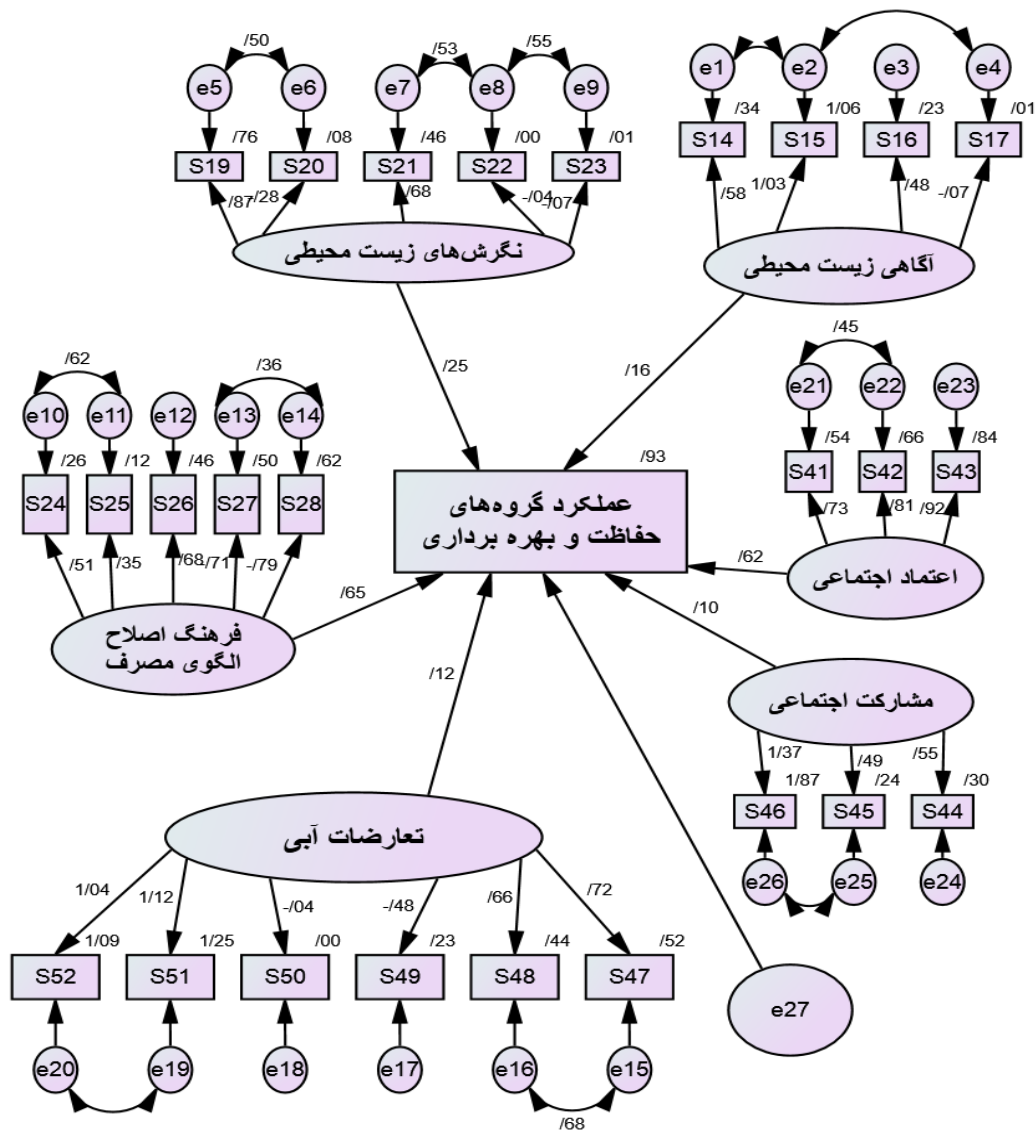 /50
/53
/55
e5
e6
e7
e8
e9
e1
e2
e3
e4
/76
/08
/46
/00
/01
/34
1/06
/23
/01
S19
S20
S21
S22
S23
S14
S15
S16
S17
/87
/28
/68
-/04
-/07
/58
1/03
/48
-/07
نگرش‌های زیست محیطی
آگاهی زیست محیطی
/25
/16
/62
/36
/45
e10
e11
e12
e13
e14
e21
e22
e23
/26
/12
/46
/50
/62
/54
/66
/84
S24
S25
S26
S27
S28
S41
S42
S43
/51
/35
/68
-/71
-/79
/73
/81
/92
/93
عملکرد گروه‌های
حفاظت و بهره برداری
اعتماد اجتماعی
/62
فرهنگ اصلاح
الگوی مصرف
/65
/10
/12
مشارکت اجتماعی
1/37
/49
/55
1/87
/24
/30
S46
S45
S44
e26
e25
e24
تعارضات آبی
1/04
1/12
-/04
-/48
/66
/72
1/09
1/25
/00
/23
/44
/52
S52
S51
S50
S49
S48
S47
e20
e19
e18
e17
e16
e15
/68
e27